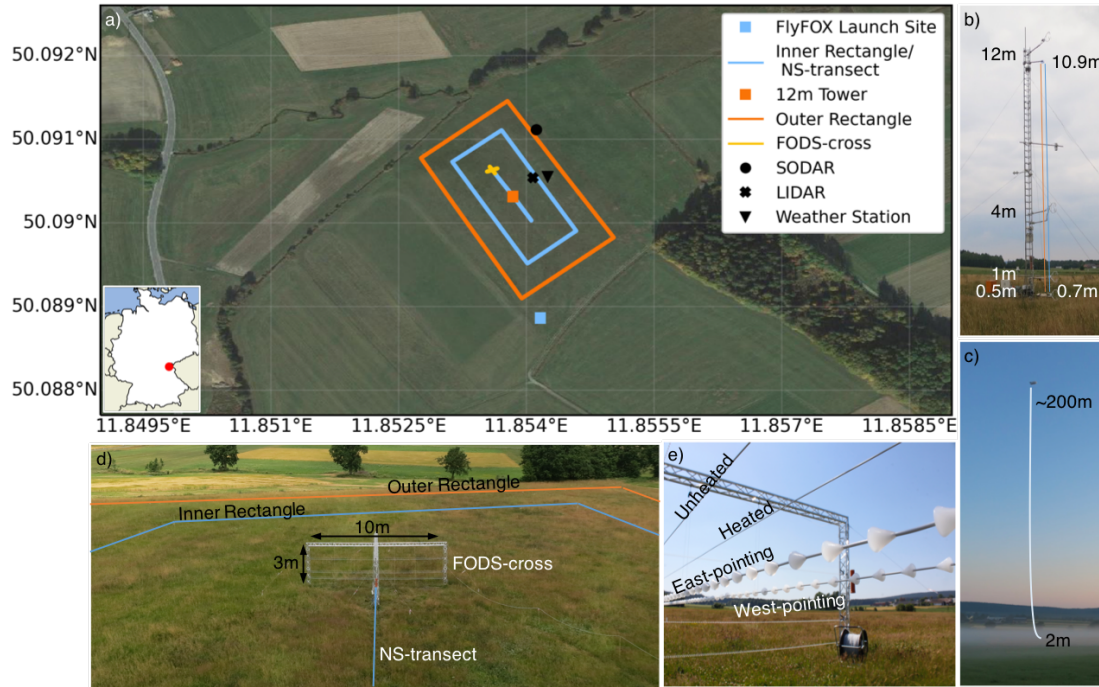 a)
50.092°N
50.091°N
50.09°N
50.089°N
50.088°N
11.8495°E
11.851°E
11.8525°E
11.854°E
11.8555°E
11.857°E
11.8585°E
FlyFOX Launch Site
Inner Rectangle/
NS-transect
12m Tower
Outer Rectangle
FODS-cross
SODAR
LIDAR
Weather Station
b)
12m
10.9m
4m
1m
0.5m
0.7m
c)
~200m
2m
d)
Outer Rectangle
Inner Rectangle
10m
3m
FODS-cross
NS-transect
e)
Unheated
Heated
East-pointing
West-pointing